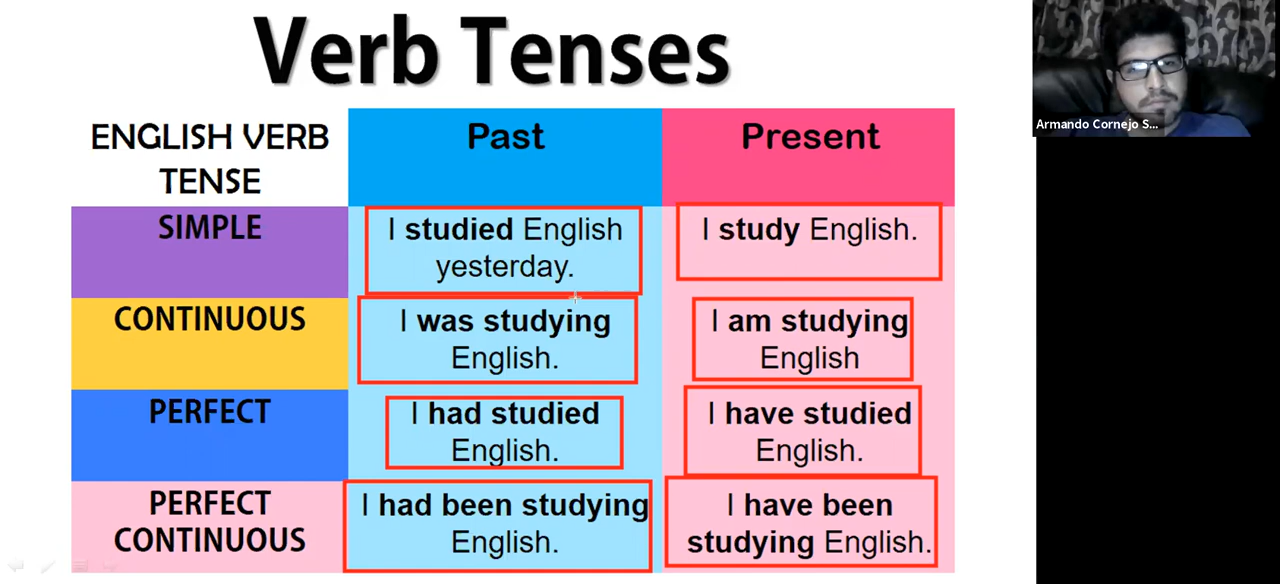 Verb Tenses
ENGLISH VERB
TENSE
Past
Present
SIMPLE
I studied English
yesterday.
I study English.
CONTINUOUS
I was studying
English.
I am studying
English
PERFECT
I had studied
English.
I have studied
English.
PERFECT
CONTINUOUS
I had been studying
English.
I have been
studying English.
Armando Cornejo S...